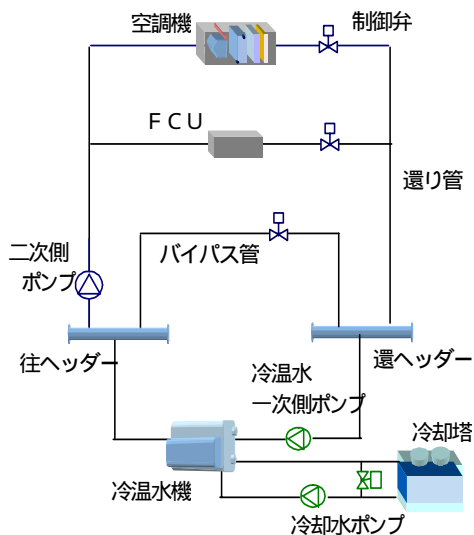 空調機
制御弁
ＦＣＵ
還り管
バイパス管
二次側
ポンプ
往ヘッダー
還ヘッダー
冷温水
一次側ポンプ
冷却塔
冷温水機
冷却水ポンプ